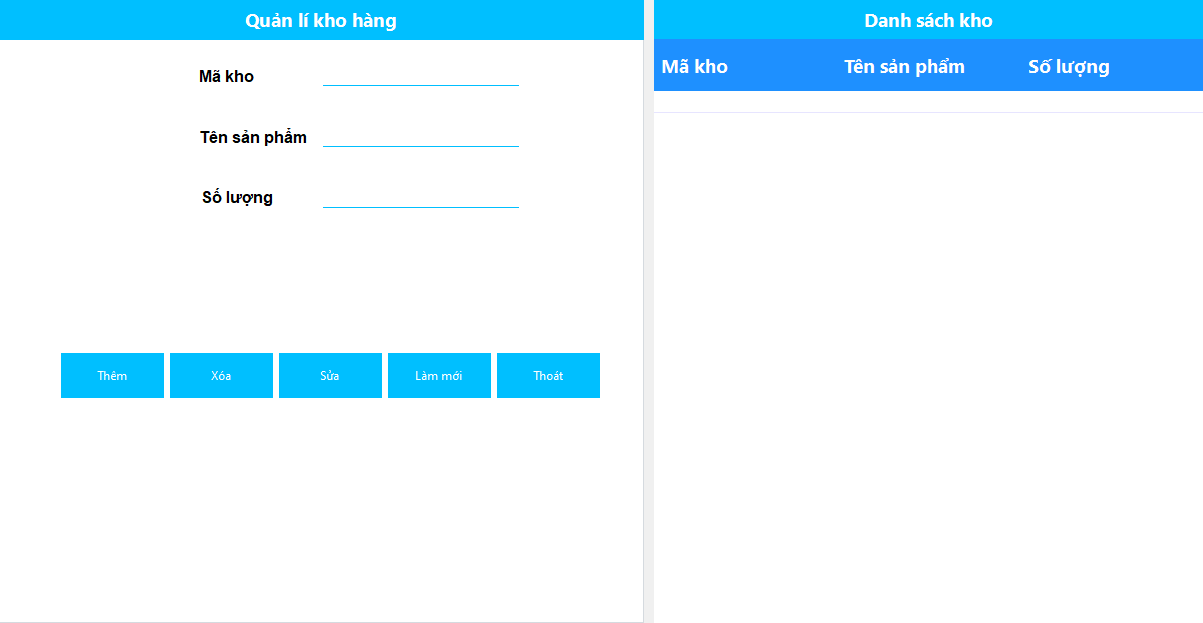 Quản lí kho hàng
Mã kho
Tên sản phẩm
Số lượng
Thêm
Xóa
Sửa
Làm mới
Thoát
Danh sách kho
Mã kho
Tên sản phẩm
Số lượng